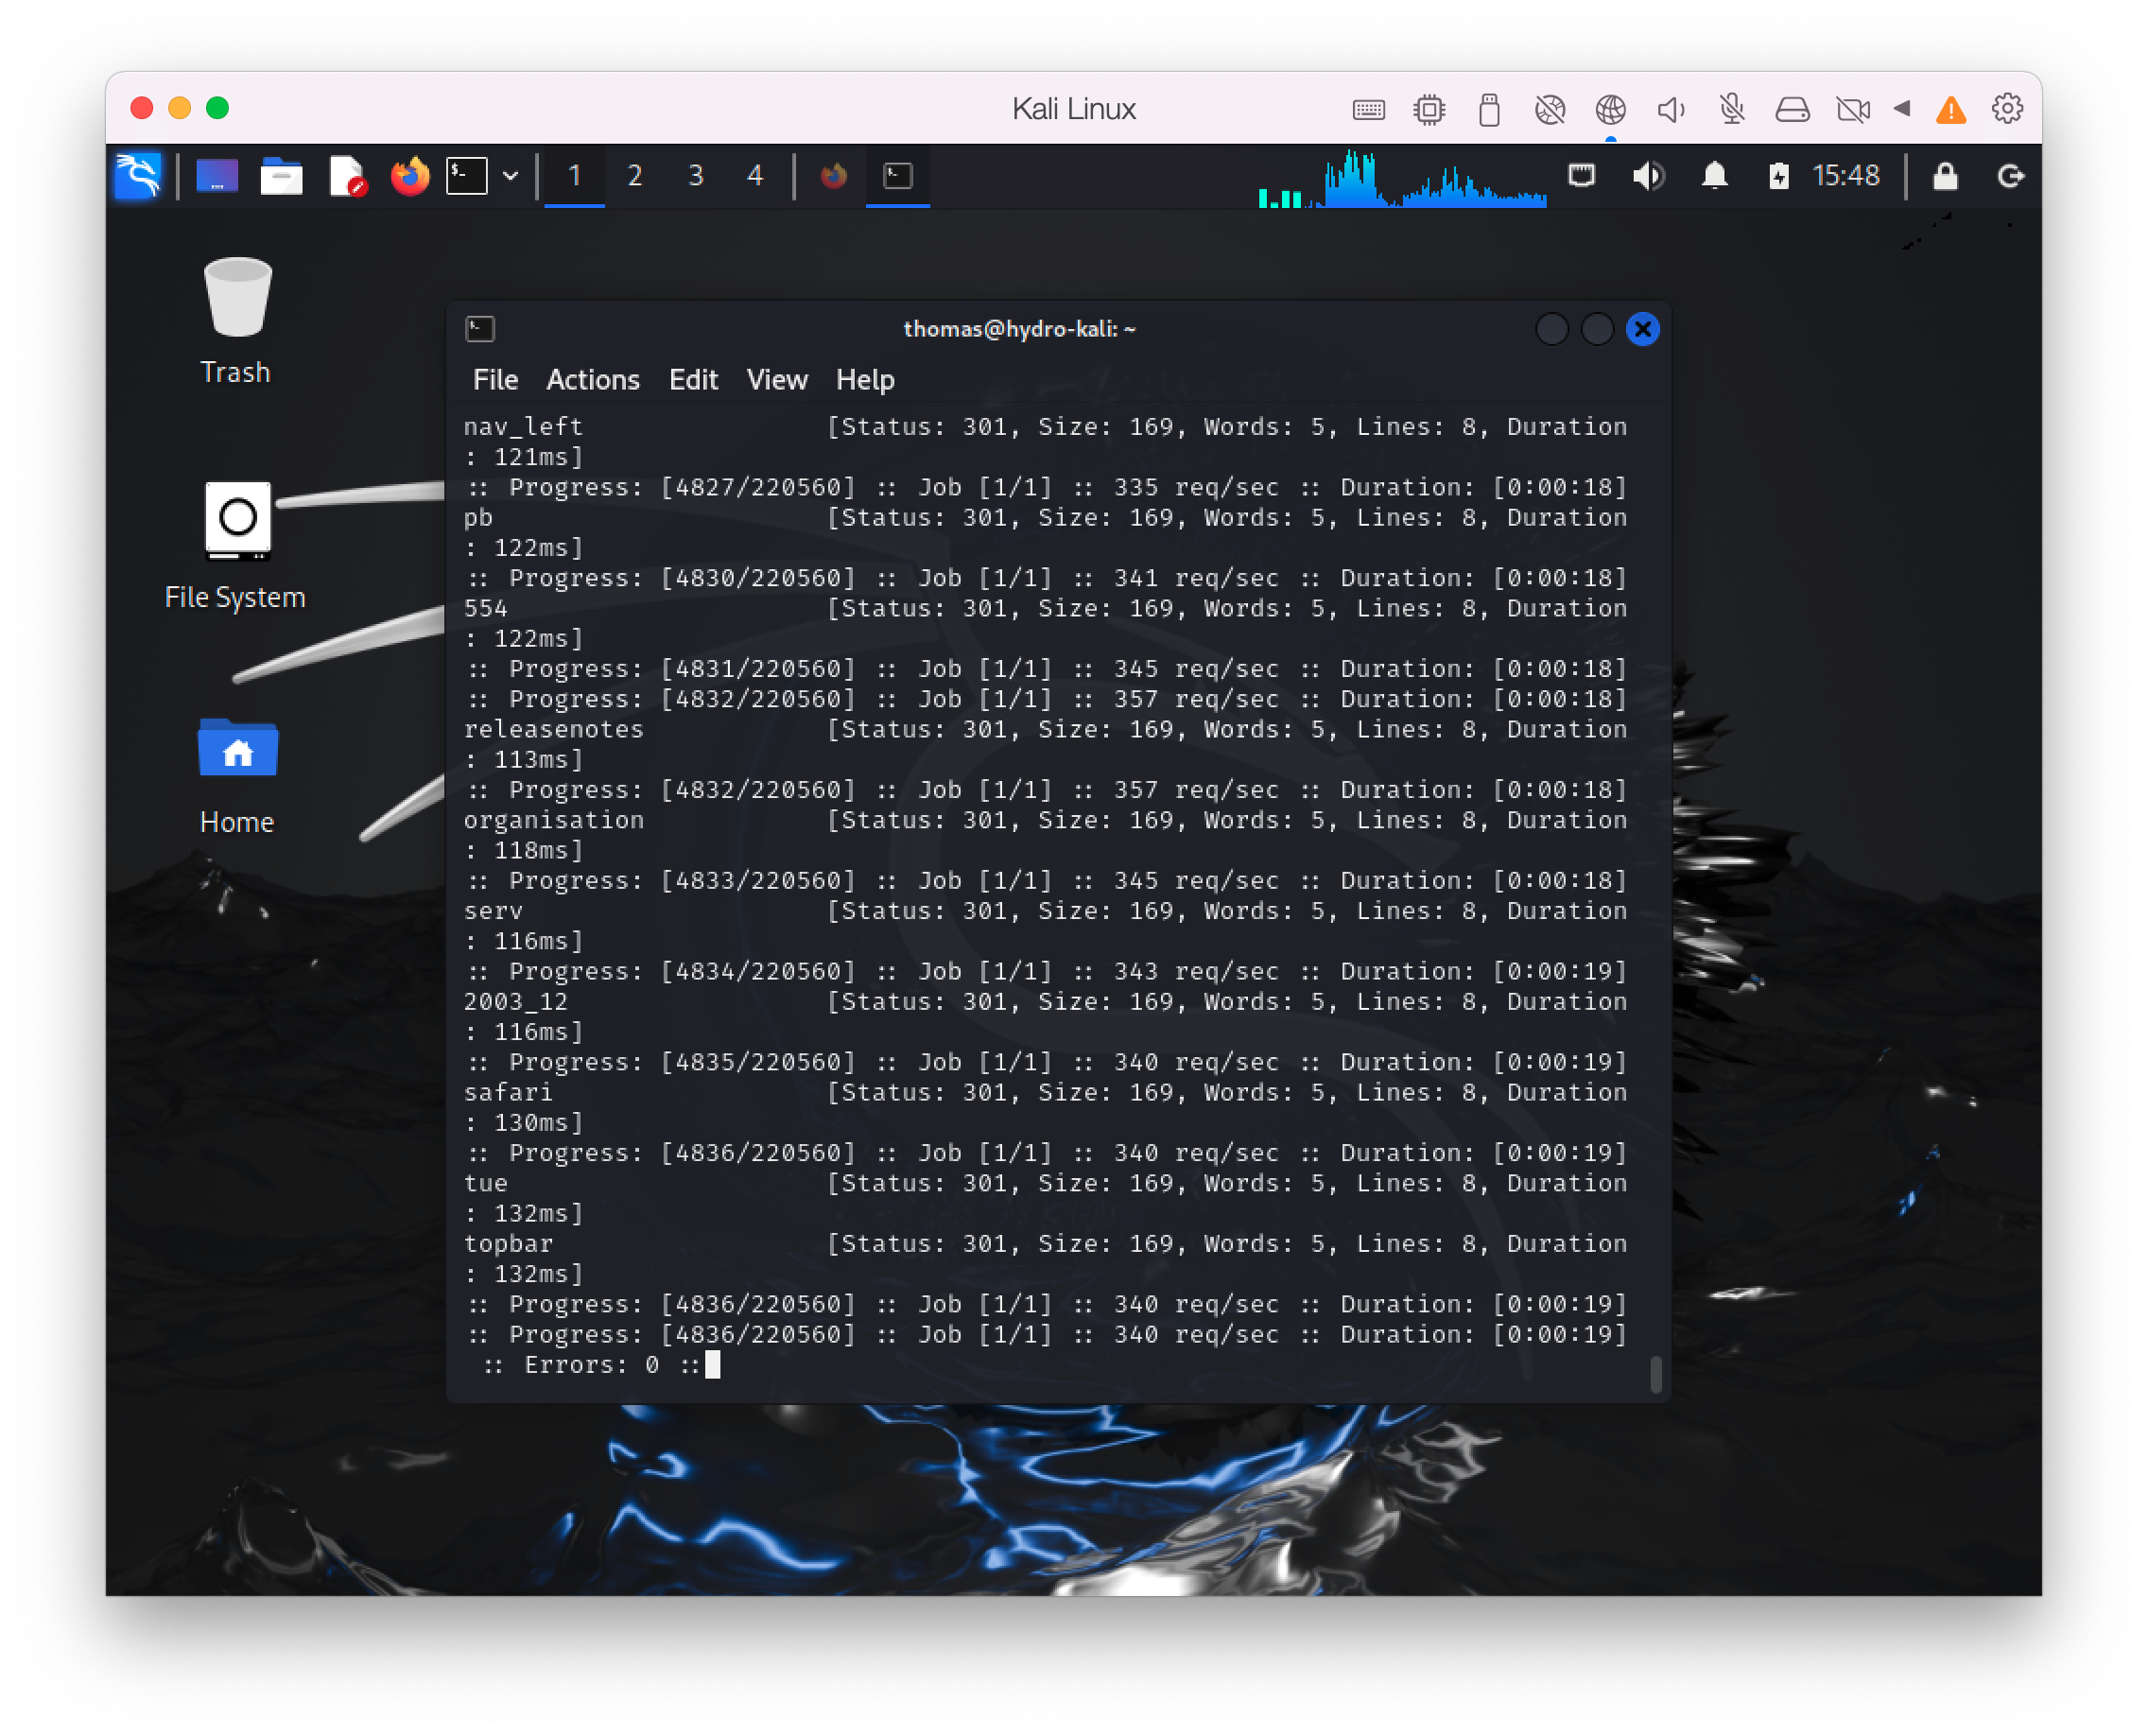 Kali Linux
1 2 3 4 15:48
Trash
File System
Home
thomas@hydro-kali: ~
File Actions Edit View Help
nav_left [Status: 301, Size: 169, Words: 5, Lines: 8, Duration
: 121ms]
:: Progress: [4827/220560] :: Job [1/1] :: 335 req/sec :: Duration: [0:00:18]
pb [Status: 301, Size: 169, Words: 5, Lines: 8, Duration
: 122ms]
:: Progress: [4830/220560] :: Job [1/1] :: 341 req/sec :: Duration: [0:00:18]
554 [Status: 301, Size: 169, Words: 5, Lines: 8, Duration
: 122ms]
:: Progress: [4831/220560] :: Job [1/1] :: 345 req/sec :: Duration: [0:00:18]
:: Progress: [4832/220560] :: Job [1/1] :: 357 req/sec :: Duration: [0:00:18]
releasenotes [Status: 301, Size: 169, Words: 5, Lines: 8, Duration
: 113ms]
:: Progress: [4832/220560] :: Job [1/1] :: 357 req/sec :: Duration: [0:00:18]
organisation [Status: 301, Size: 169, Words: 5, Lines: 8, Duration
: 118ms]
:: Progress: [4833/220560] :: Job [1/1] :: 345 req/sec :: Duration: [0:00:18]
serv [Status: 301, Size: 169, Words: 5, Lines: 8, Duration
: 116ms]
:: Progress: [4834/220560] :: Job [1/1] :: 343 req/sec :: Duration: [0:00:19]
2003_12 [Status: 301, Size: 169, Words: 5, Lines: 8, Duration
: 116ms]
:: Progress: [4835/220560] :: Job [1/1] :: 340 req/sec :: Duration: [0:00:19]
safari [Status: 301, Size: 169, Words: 5, Lines: 8, Duration
: 130ms]
:: Progress: [4836/220560] :: Job [1/1] :: 340 req/sec :: Duration: [0:00:19]
tue [Status: 301, Size: 169, Words: 5, Lines: 8, Duration
: 132ms]
topbar [Status: 301, Size: 169, Words: 5, Lines: 8, Duration
: 132ms]
:: Progress: [4836/220560] :: Job [1/1] :: 340 req/sec :: Duration: [0:00:19]
:: Progress: [4836/220560] :: Job [1/1] :: 340 req/sec :: Duration: [0:00:19]
:: Errors: 0 ::